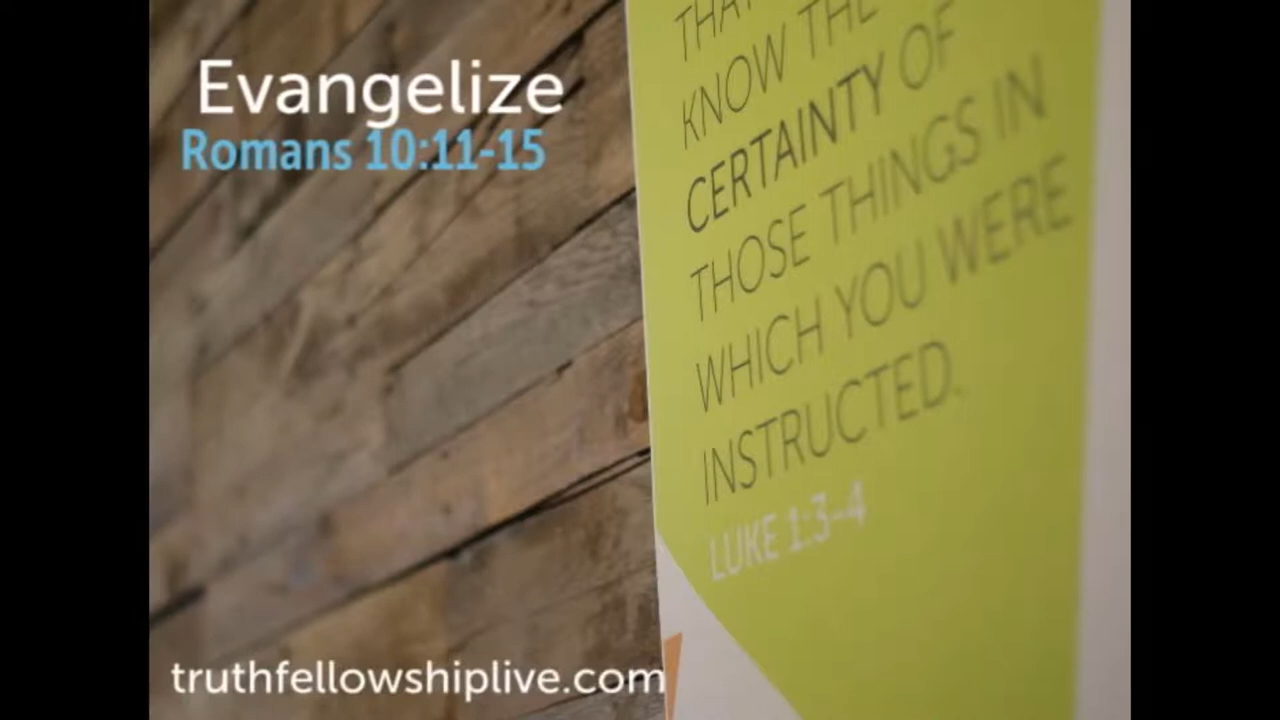 Evangelize
Romans 10:11-15
THAT
KNOW THE
CERTAINTY OF
THOSE THINGS IN
WHICH YOU WERE
INSTRUCTED.
LUKE 1:3-4
truthfellowshiplive.com